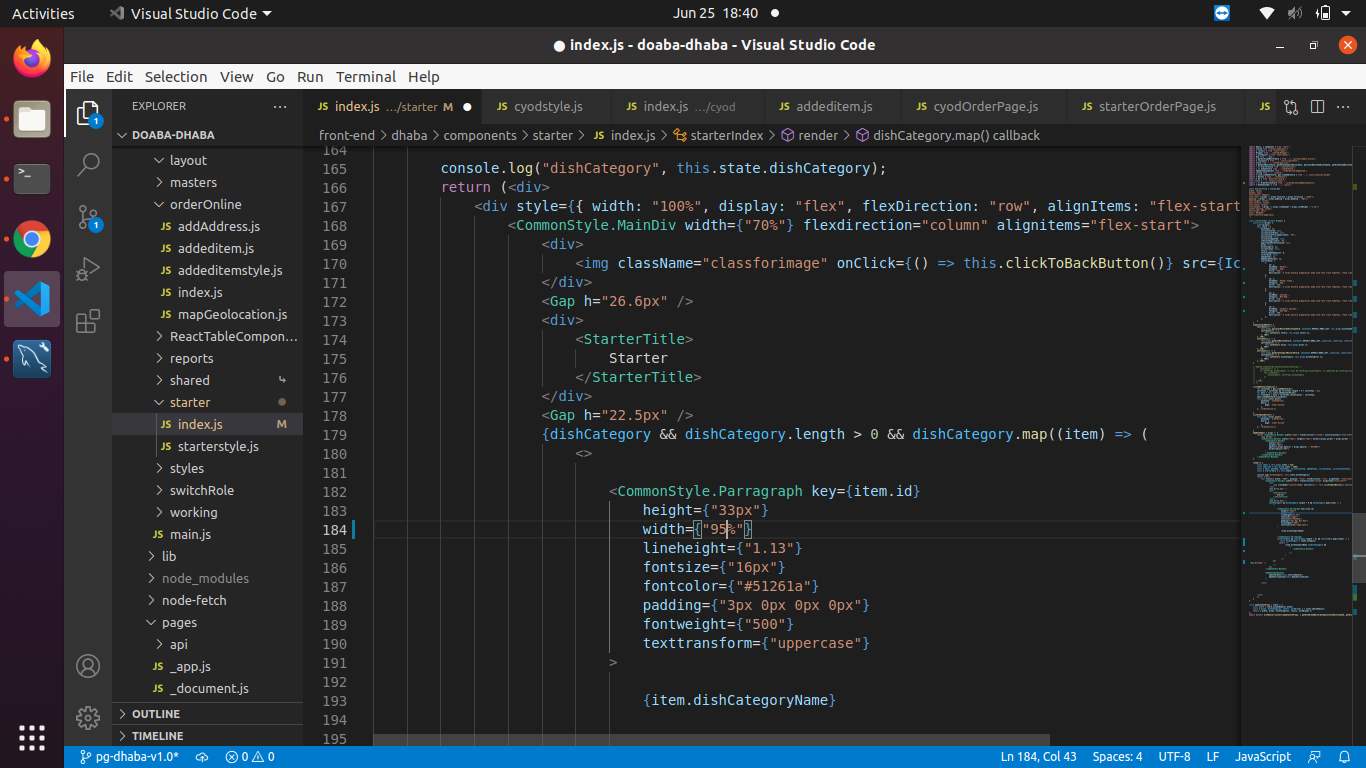 Activities
Visual Studio Code
Jun 25 18:40
index.js - doaba-dhaba - Visual Studio Code
File Edit Selection View Go Run Terminal Help
EXPLORER
JS index.js .../starter M
JS cyodstyle.js
JS index.js .../cyod
JS addeditem.js
JS cyodOrderPage.js
JS starterOrderPage.js
JS
front-end > dhaba > components > starter > JS index.js > starterIndex > render > dishCategory.map() callback
1
1
DOABA-DHABA
layout
masters
orderOnline
JS addAddress.js
JS addeditem.js
JS addeditemstyle.js
JS index.js
JS mapGeolocation.js
ReactTableCompon...
reports
shared
starter
JS index.js M
JS starterstyle.js
styles
switchRole
working
JS main.js
lib
node_modules
node-fetch
pages
api
JS _app.js
JS _document.js
OUTLINE
TIMELINE
164
165 console.log("dishCategory", this.state.dishCategory);
166 return (<div>
167 <div style={{ width: "100%", display: "flex", flexDirection: "row", alignItems: "flex-start
168 <CommonStyle.MainDiv width={"70%"} flexdirection="column" alignitems="flex-start">
169 <div>
170 <img className="classforimage" onClick={() => this.clickToBackButton()} src={Ic
171 </div>
172 <Gap h="26.6px" />
173 <div>
174 <StarterTitle>
175 Starter
176 </StarterTitle>
177 </div>
178 <Gap h="22.5px" />
179 {dishCategory && dishCategory.length > 0 && dishCategory.map((item) => (
180 <>
181
182 <CommonStyle.Parragraph key={item.id}
183 height={"33px"}
184 width={"95%"}
185 lineheight={"1.13"}
186 fontsize={"16px"}
187 fontcolor={"#51261a"}
188 padding={"3px 0px 0px 0px"}
189 fontweight={"500"}
190 texttransform={"uppercase"}
191 >
192
193 {item.dishCategoryName}
194
195
pg-dhaba-v1.0*
0 0
Ln 184, Col 43
Spaces: 4
UTF-8
LF
JavaScript